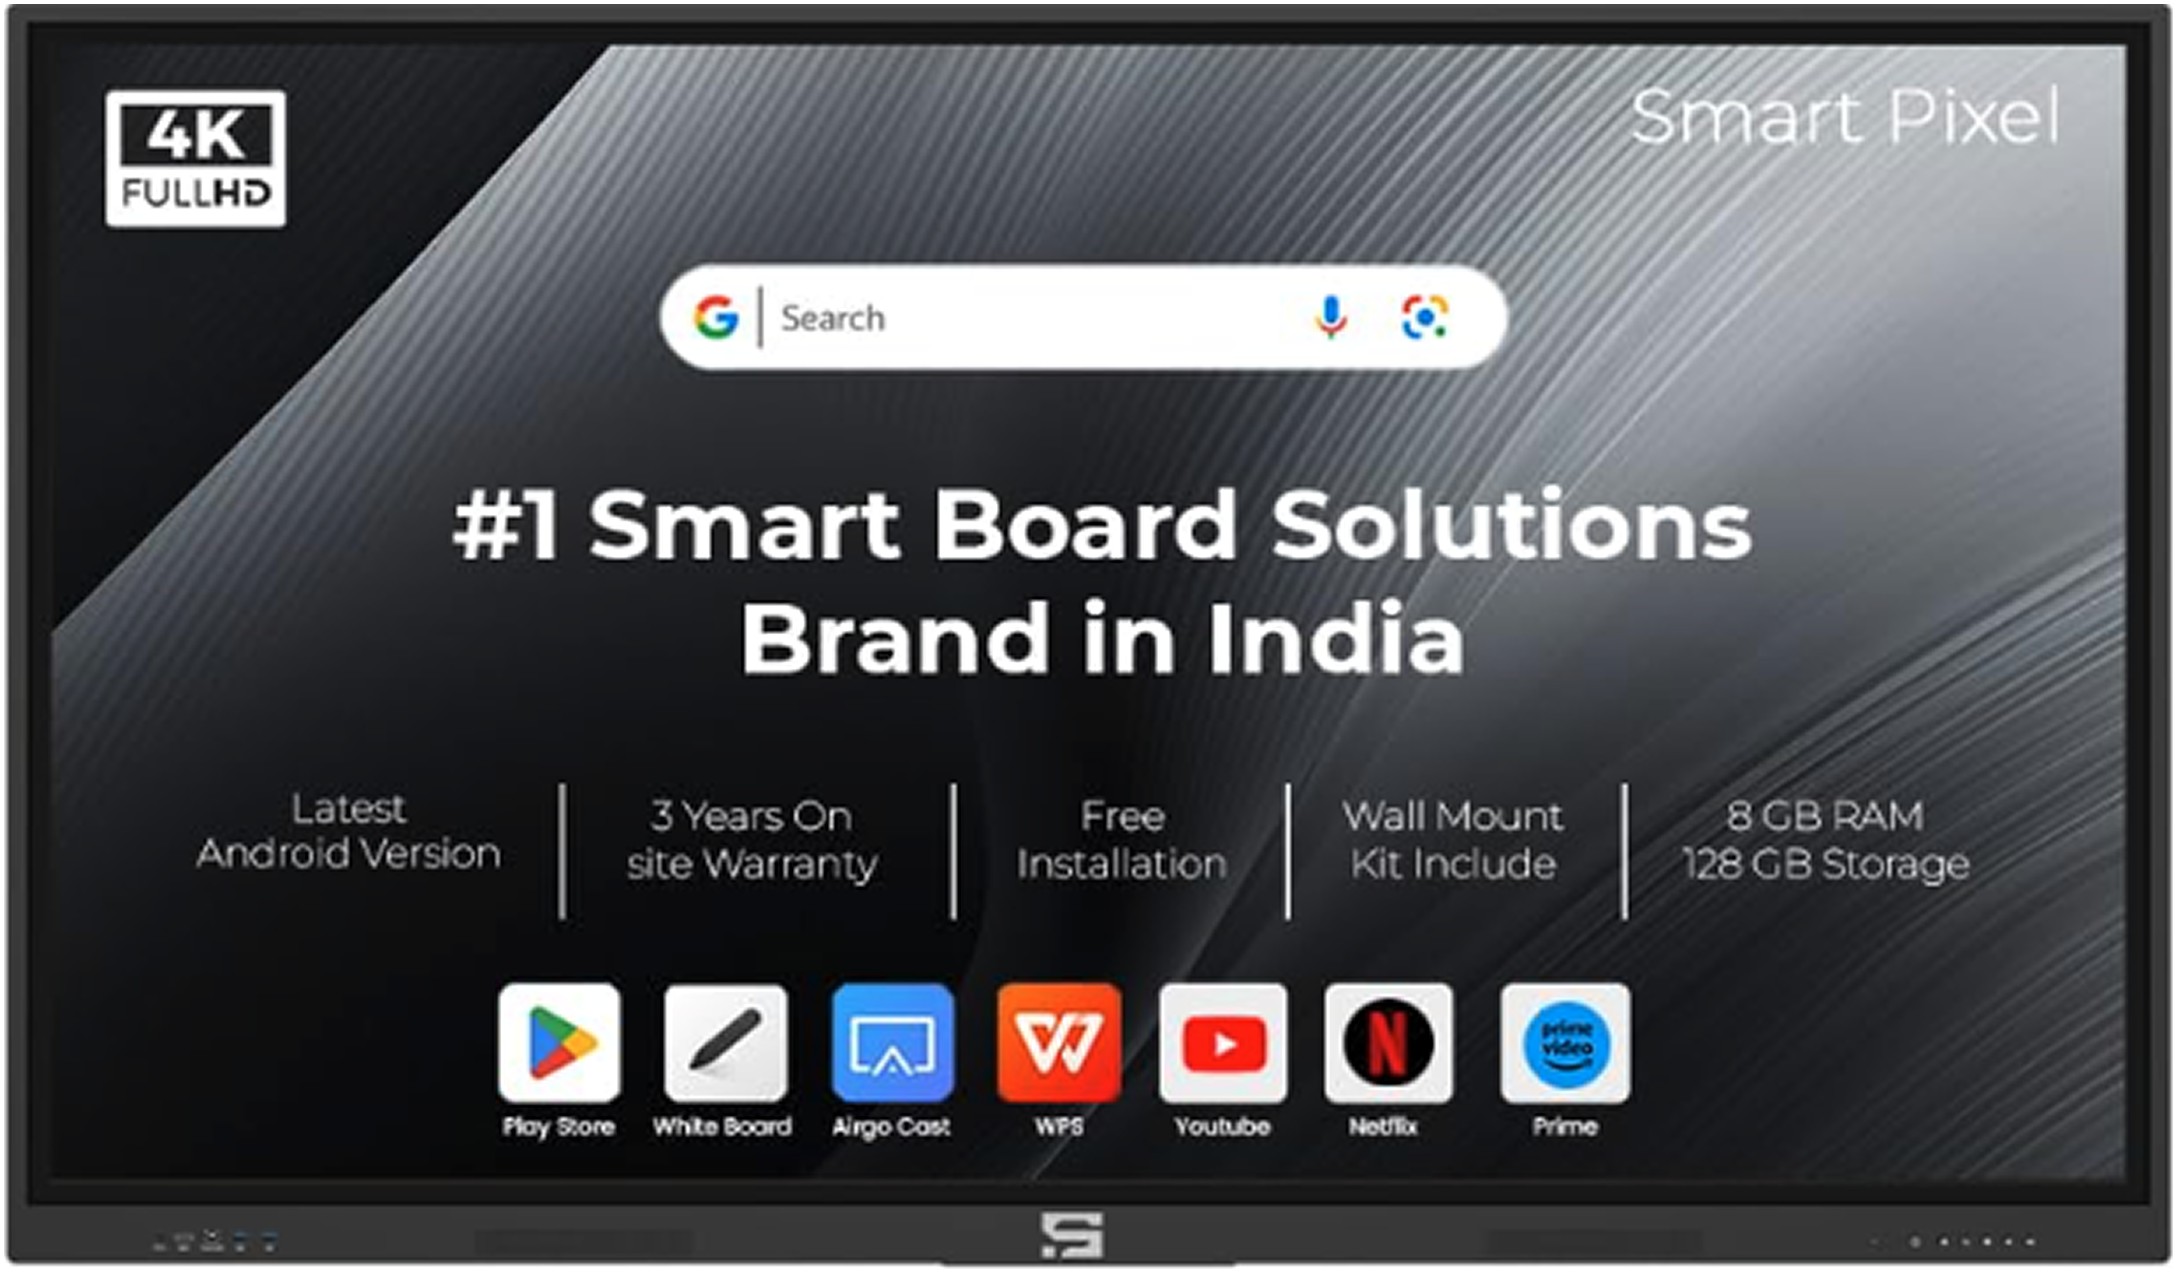 4K
FULLHD
Smart Pixel
Search
#1 Smart Board Solutions
Brand in India
Latest
Android Version
3 Years On
site Warranty
Free
Installation
Wall Mount
Kit Include
8 GB RAM
128 GB Storage
prime
video
Play Store
White Board
Airgo Cast
WPS
Youtube
Netflix
Prime